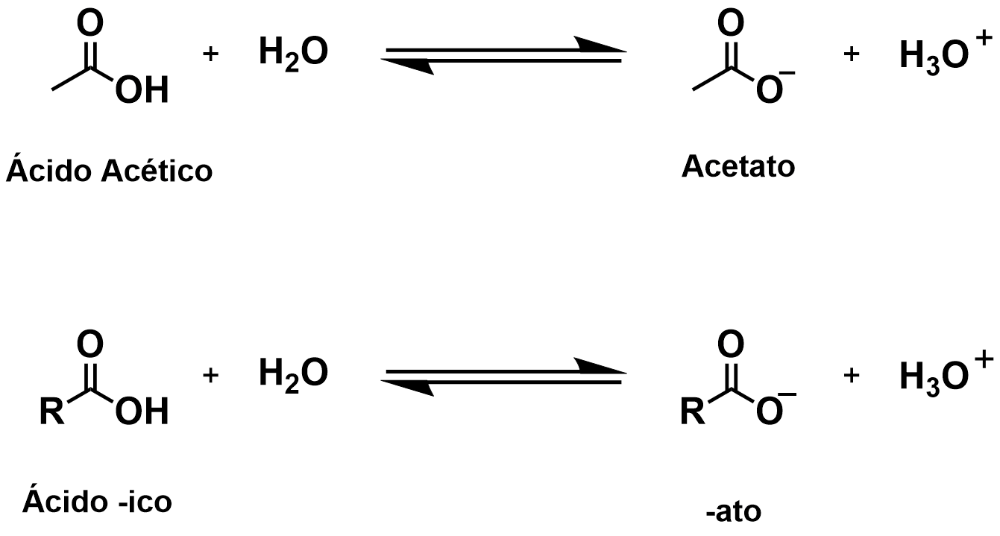 O
OH + H₂O
O
O⁻ + H₃O⁺
Ácido Acético
Acetato
O
R OH + H₂O
O
R O⁻ + H₃O⁺
Ácido -ico
-ato